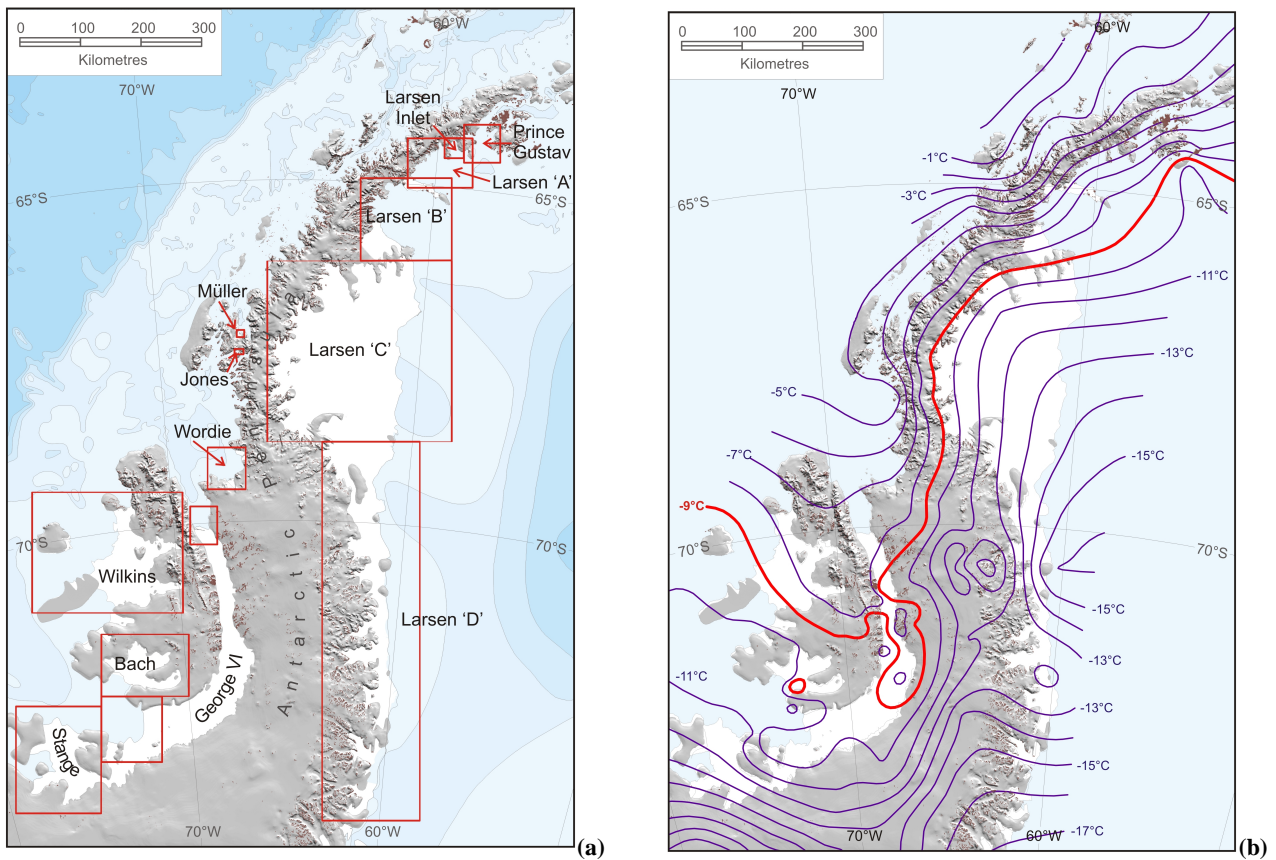 0 100 200 300
Kilometres
60°W
70°W
Larsen
Inlet
Prince
Gustav
Larsen 'A'
65°S
65°S
Larsen 'B'
Müller
Larsen 'C'
Jones
Wordie
Antarctic Peninsula
70°S
70°S
Wilkins
Larsen 'D'
Bach
George VI
Stange
70°W
60°W
(a)
0 100 200 300
Kilometres
60°W
70°W
-1°C
-3°C
65°S
65°S
-11°C
-13°C
-5°C
-7°C
-15°C
-9°C
70°S
70°S
-15°C
-13°C
-11°C
-13°C
-15°C
70°W
60°W
-17°C
(b)